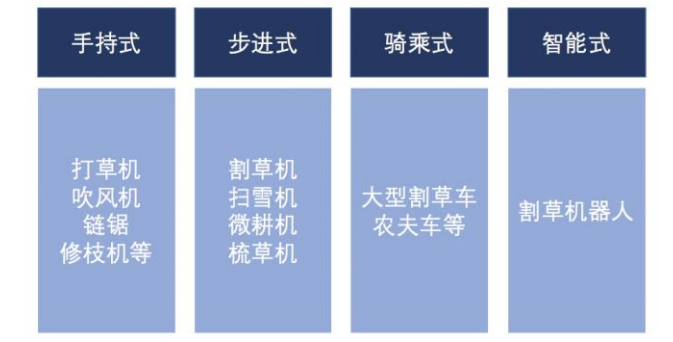 手持式
步进式
骑乘式
智能式
打草机
吹风机
链锯
修枝机等
割草机
扫雪机
微耕机
梳草机
大型割草车
农夫车等
割草机器人